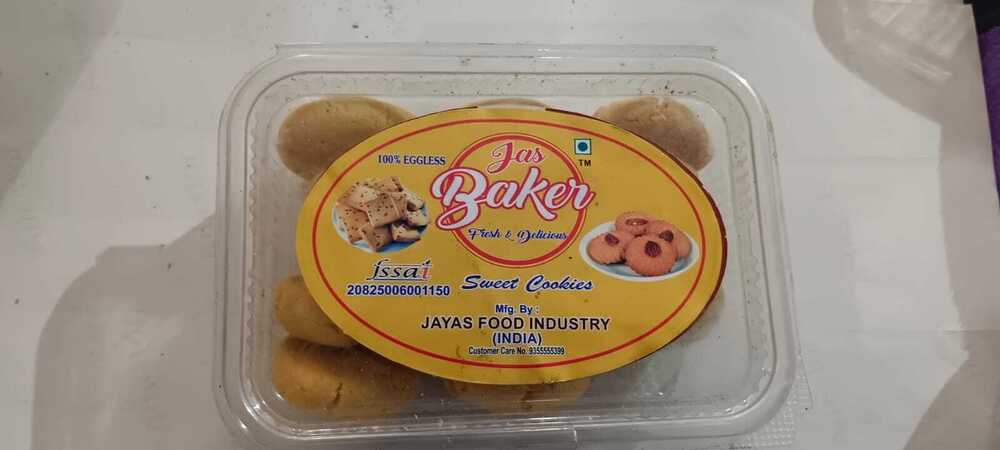 100% EGGLESS
Jas
Baker
TM
Fresh & Delicious
fssai
20825006001150
Sweet Cookies
Mfg. By :
JAYAS FOOD INDUSTRY
(INDIA)
Customer Care No. 9355555399